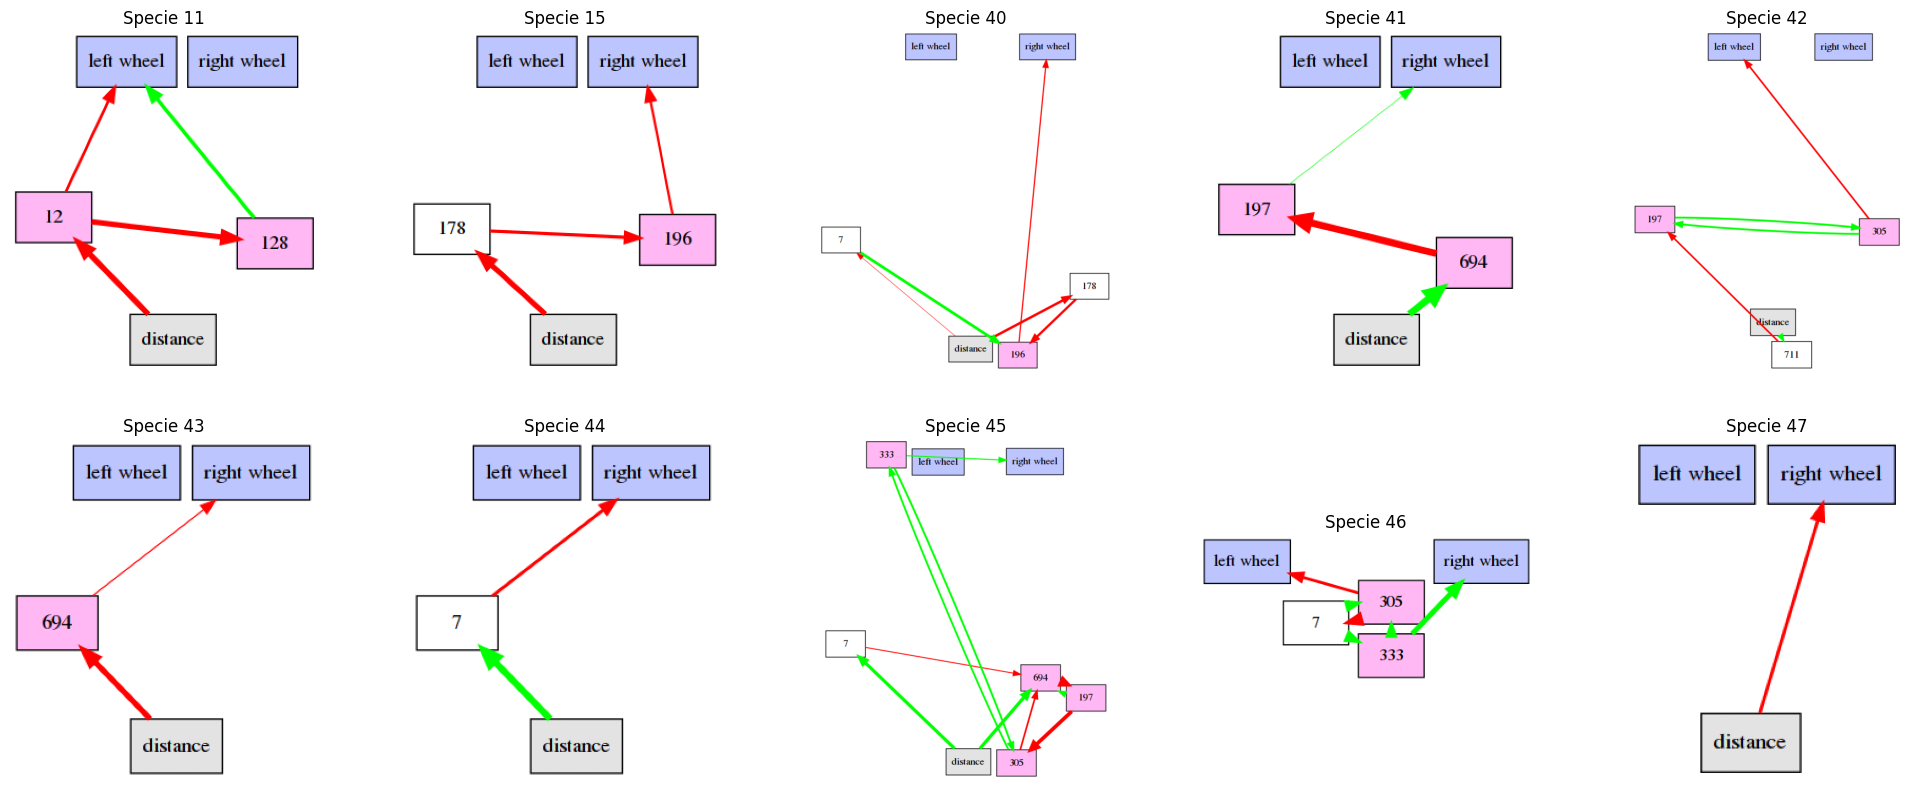 Specie 11
left wheel
right wheel
12
128
distance
Specie 15
left wheel
right wheel
178
196
distance
Specie 40
left wheel
right wheel
7
178
distance
196
Specie 41
left wheel
right wheel
197
694
distance
Specie 42
left wheel
right wheel
197
305
distance
711
Specie 43
left wheel
right wheel
694
distance
Specie 44
left wheel
right wheel
7
distance
Specie 45
333
left wheel
right wheel
7
694
197
distance
305
Specie 46
left wheel
right wheel
305
7
333
Specie 47
left wheel
right wheel
distance